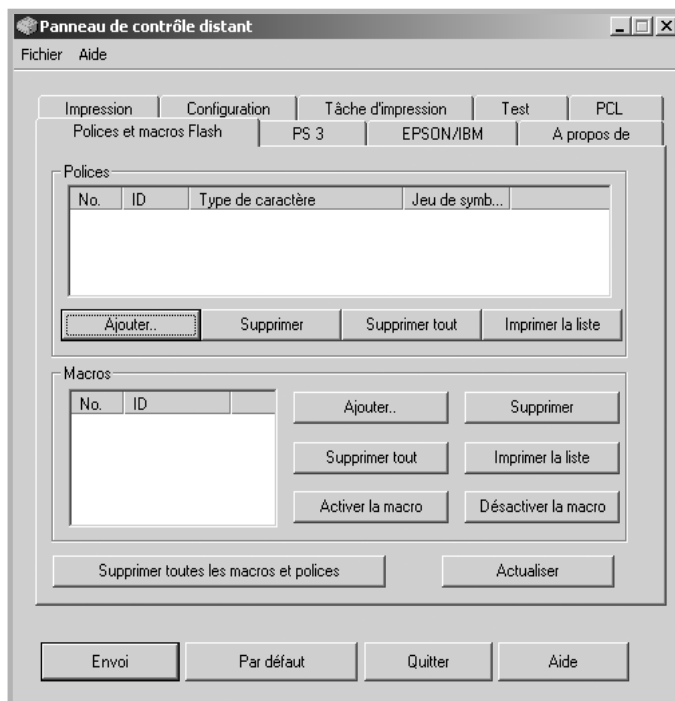 Panneau de contrôle distant
Fichier Aide
Impression Configuration Tâche d'impression Test PCL
Polices et macros Flash PS 3 EPSON/IBM A propos de
Polices
No. ID Type de caractère Jeu de symb...
Ajouter.. Supprimer Supprimer tout Imprimer la liste
Macros
No. ID
Ajouter.. Supprimer
Supprimer tout Imprimer la liste
Activer la macro Désactiver la macro
Supprimer toutes les macros et polices Actualiser
Envoi Par défaut Quitter Aide